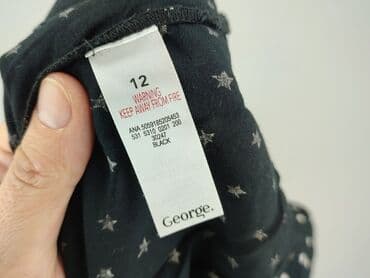 12
WARNING
KEEP AWAY FROM FIRE
ANA 5059185205453
531 5310 0201 200
30247
BLACK
George.